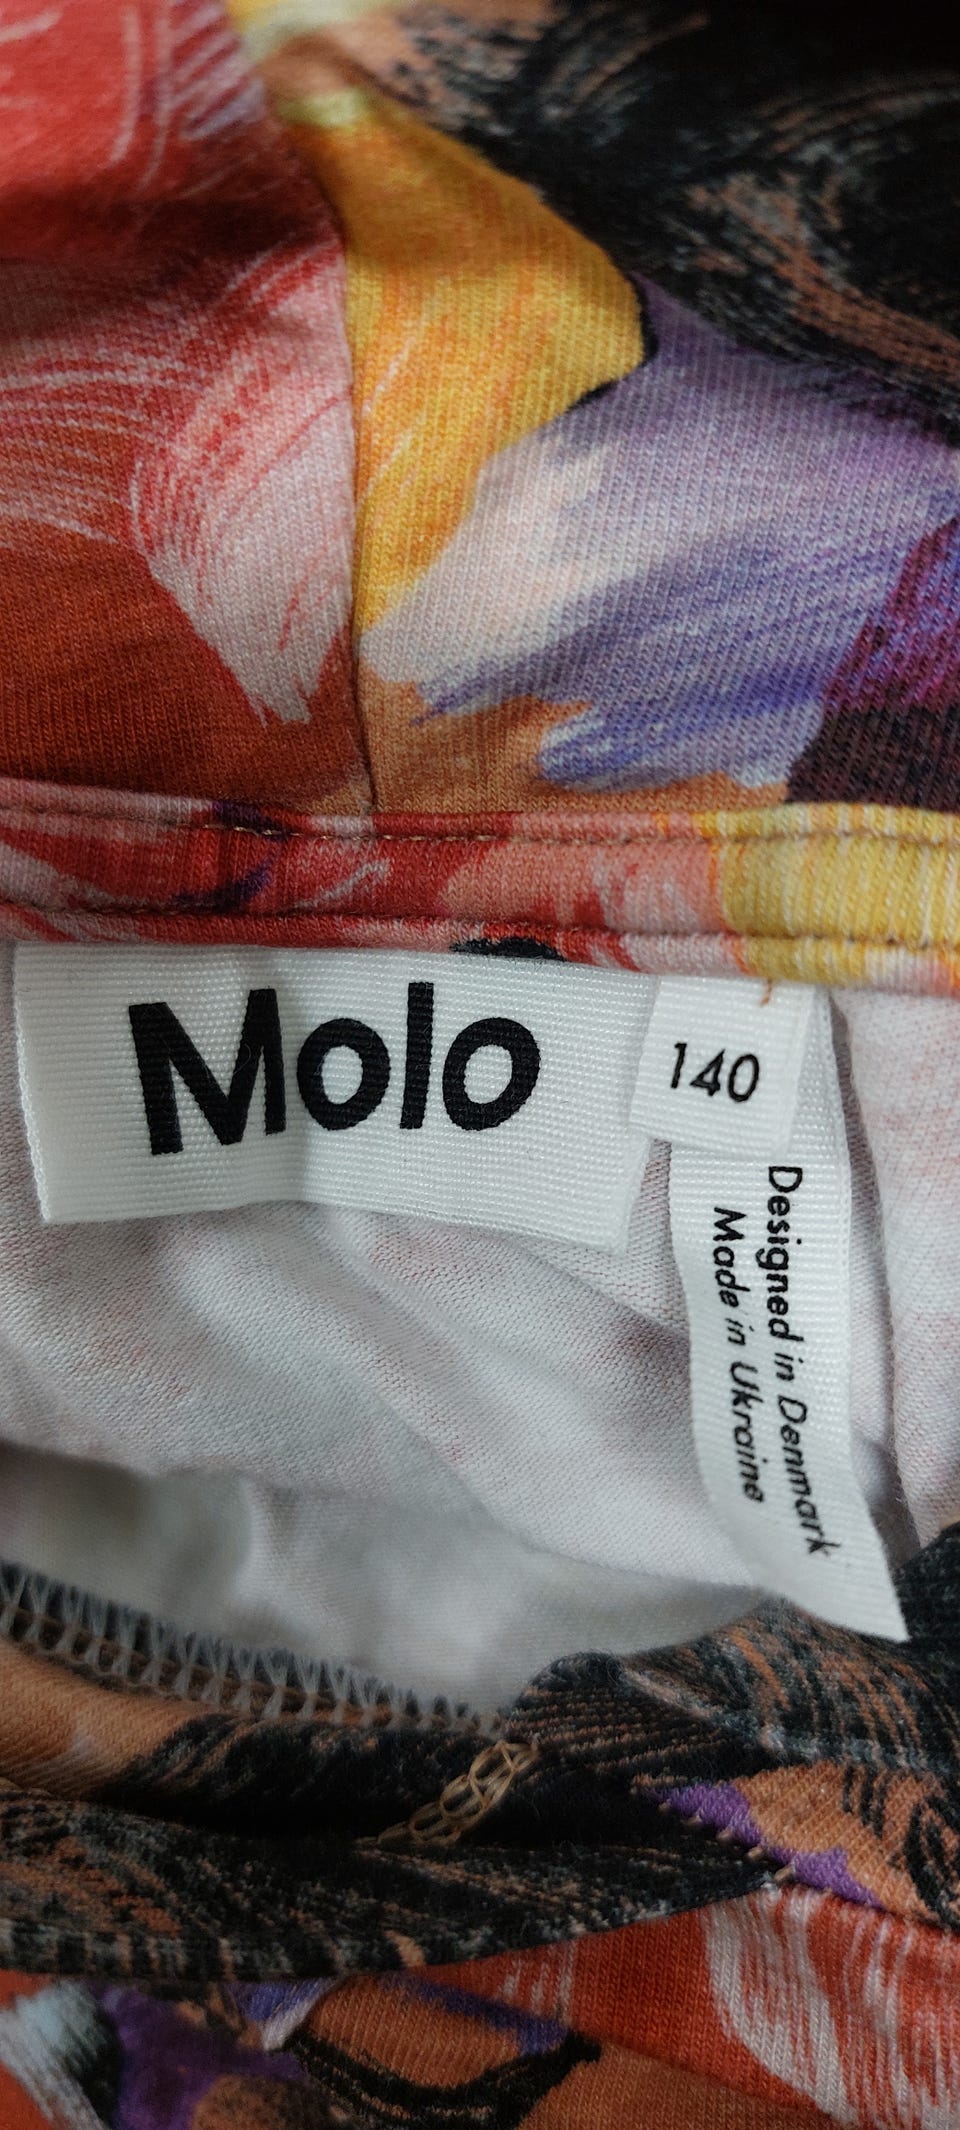 Molo
140
Designed in Denmark
Made in Ukraine